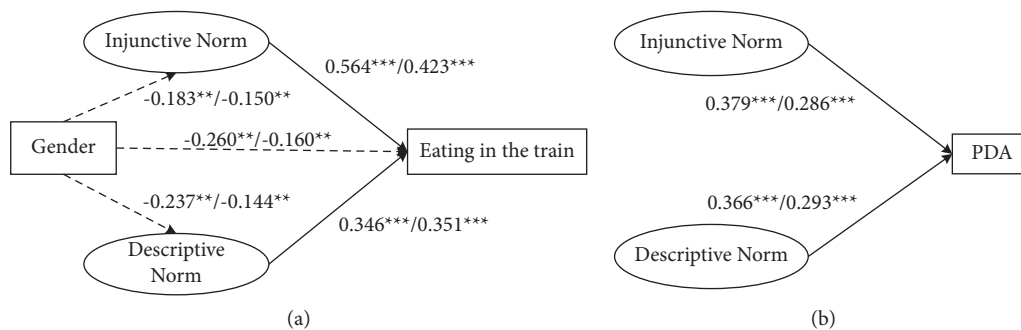 Injunctive Norm
0.564***/0.423***
-0.183**/-0.150**
Gender
-0.260**/-0.160**
Eating in the train
-0.237**/-0.144**
0.346***/0.351***
Descriptive
Norm
(a)
Injunctive Norm
0.379***/0.286***
PDA
0.366***/0.293***
Descriptive Norm
(b)